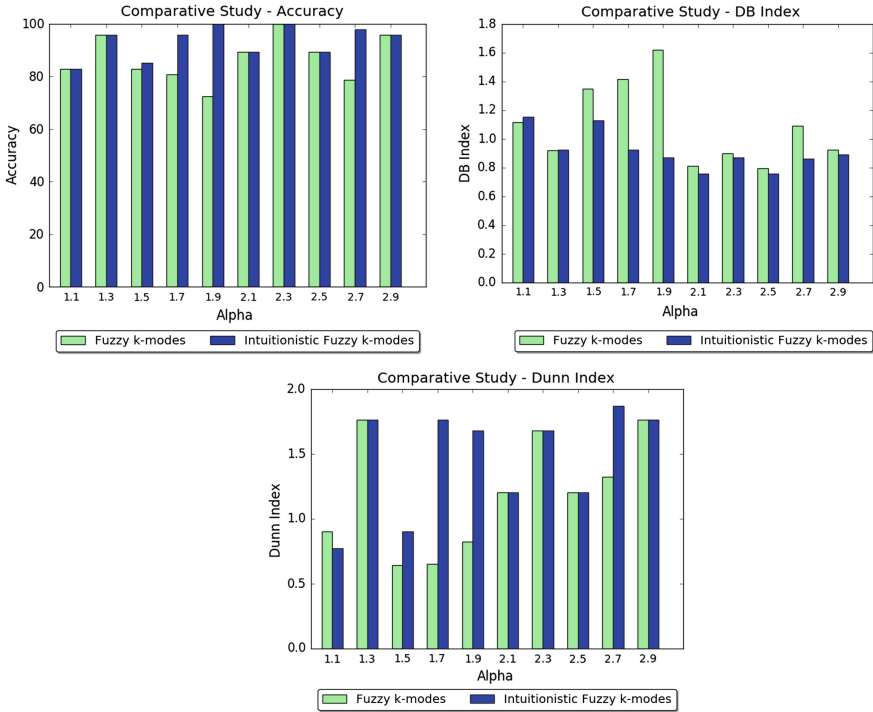 Comparative Study - Accuracy
100
80
60
40
20
0
Accuracy
1.1 1.3 1.5 1.7 1.9 2.1 2.3 2.5 2.7 2.9
Alpha
Fuzzy k-modes Intuitionistic Fuzzy k-modes
Comparative Study - DB Index
1.8
1.6
1.4
1.2
1.0
0.8
0.6
0.4
0.2
0.0
DB Index
1.1 1.3 1.5 1.7 1.9 2.1 2.3 2.5 2.7 2.9
Alpha
Fuzzy k-modes Intuitionistic Fuzzy k-modes
Comparative Study - Dunn Index
2.0
1.5
1.0
0.5
0.0
Dunn Index
1.1 1.3 1.5 1.7 1.9 2.1 2.3 2.5 2.7 2.9
Alpha
Fuzzy k-modes Intuitionistic Fuzzy k-modes